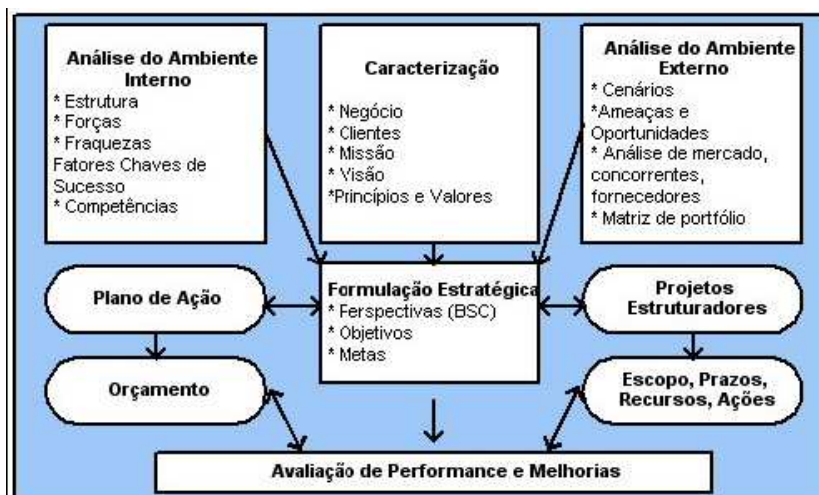 Análise do Ambiente
Interno
* Estrutura
* Forças
* Fraquezas
Fatores Chaves de
Sucesso
* Competências
Caracterização
* Negócio
* Clientes
* Missão
* Visão
*Princípios e Valores
Análise do Ambiente
Externo
* Cenários
*Ameaças e
Oportunidades
* Análise de mercado,
concorrentes,
fornecedores
* Matriz de portfólio
Plano de Ação
Formulação Estratégica
* Ferspectivas (BSC)
* Objetivos
* Metas
Projetos
Estruturadores
Orçamento
Escopo, Prazos,
Recursos, Ações
Avaliação de Performance e Melhorias